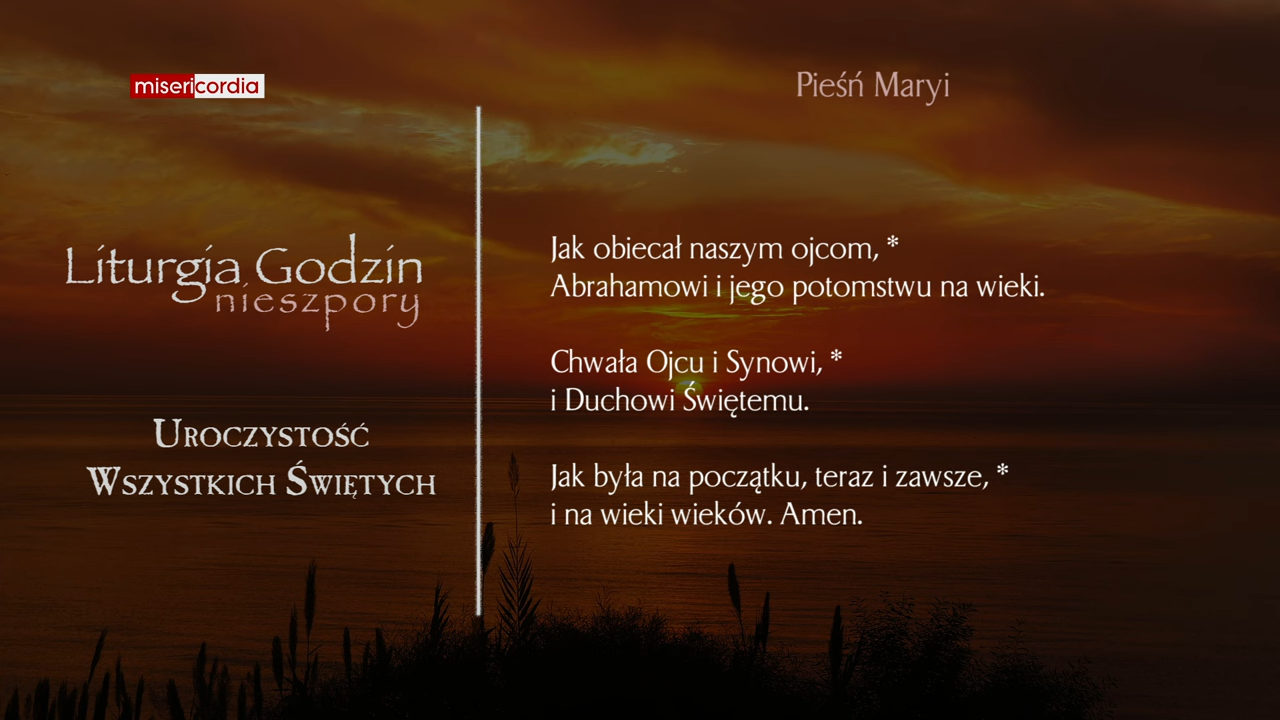 misericordia
Pieśń Maryi
Liturgia Godzin
nieszpory
Uroczystość
Wszystkich Świętych
Jak obiecał naszym ojcom, *
Abrahamowi i jego potomstwu na wieki.
Chwała Ojcu i Synowi, *
i Duchowi Świętemu.
Jak była na początku, teraz i zawsze, *
i na wieki wieków. Amen.